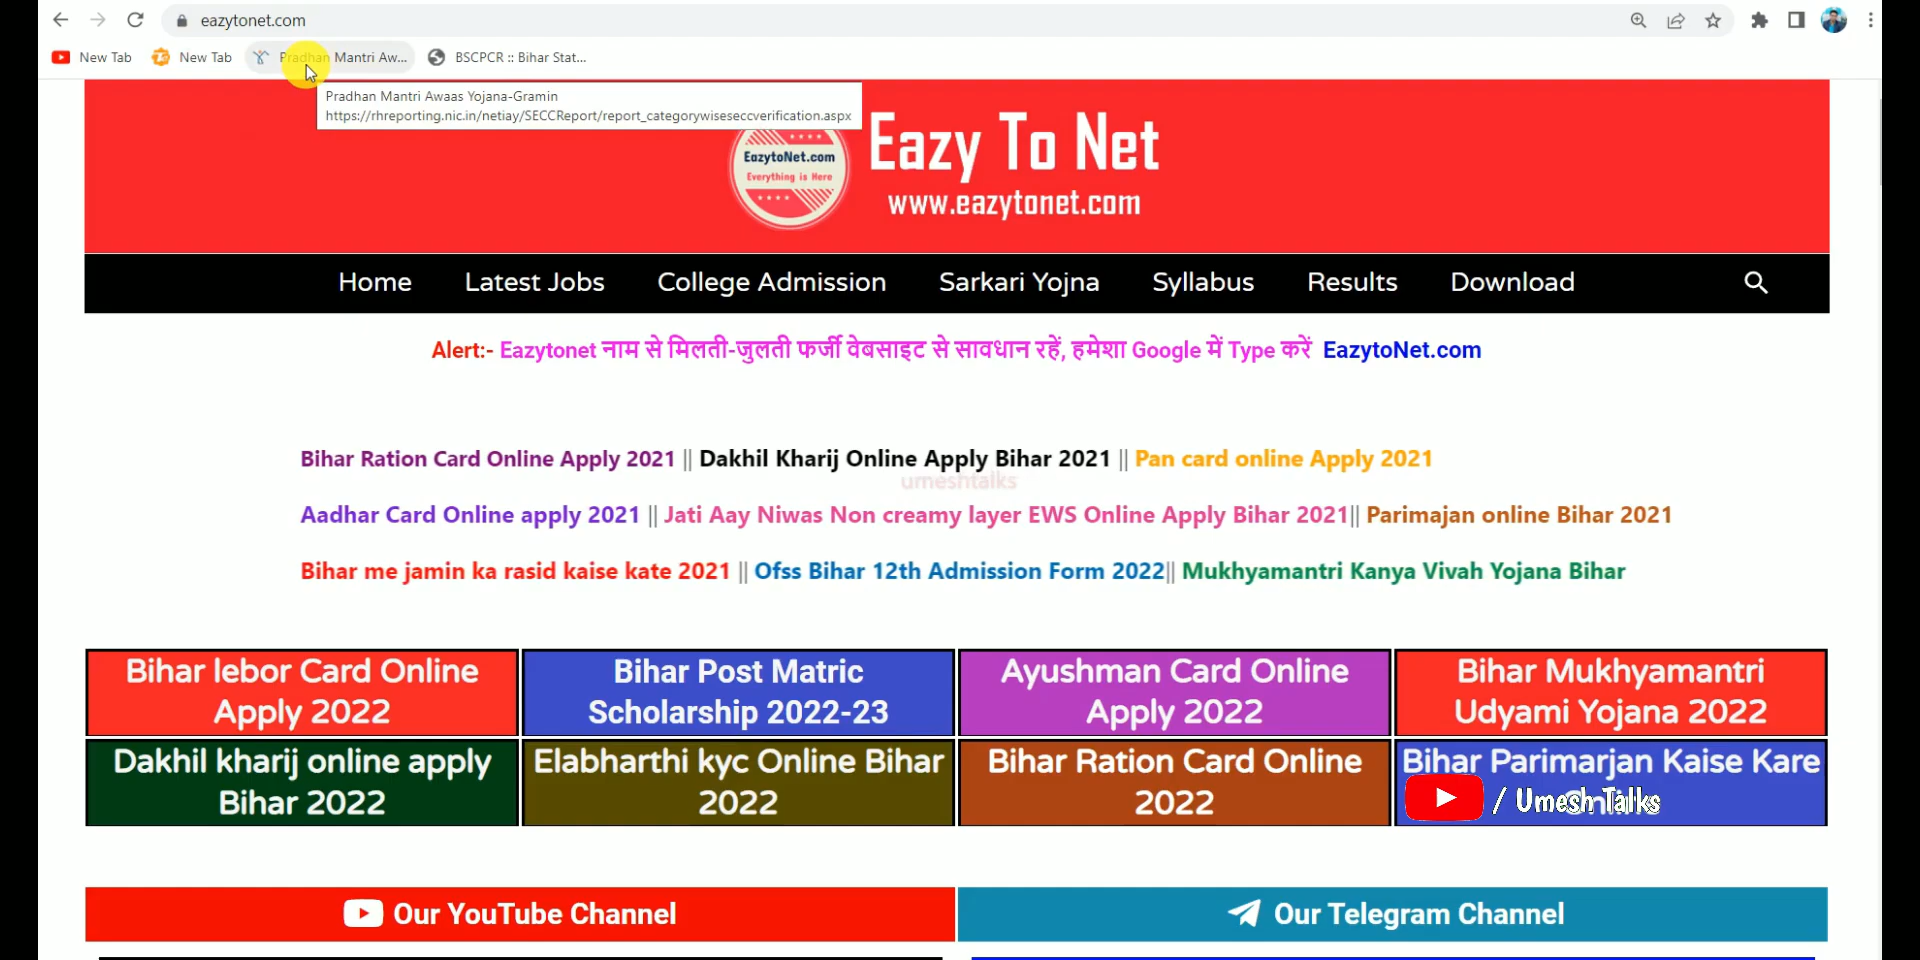 eazytonet.com
New Tab
New Tab
Pradhan Mantri Aw...
BSCPCR :: Bihar Stat...
Pradhan Mantri Awaas Yojana-Gramin
https://rhreporting.nic.in/netiay/SECCReport/report_categorywiseseccverification.aspx
EazytoNet.com
Everything is Here
Eazy To Net
www.eazytonet.com
Home Latest Jobs College Admission Sarkari Yojna Syllabus Results Download
Alert:- Eazytonet नाम से मिलती-जुलती फर्जी वेबसाइट से सावधान रहें, हमेशा Google में Type करें EazytoNet.com
Bihar Ration Card Online Apply 2021 || Dakhil Kharij Online Apply Bihar 2021 || Pan card online Apply 2021
umeshtalks
Aadhar Card Online apply 2021 || Jati Aay Niwas Non creamy layer EWS Online Apply Bihar 2021|| Parimajan online Bihar 2021
Bihar me jamin ka rasid kaise kate 2021 || Ofss Bihar 12th Admission Form 2022|| Mukhyamantri Kanya Vivah Yojana Bihar
Bihar lebor Card Online
Apply 2022
Bihar Post Matric
Scholarship 2022-23
Ayushman Card Online
Apply 2022
Bihar Mukhyamantri
Udyami Yojana 2022
Dakhil kharij online apply
Bihar 2022
Elabharthi kyc Online Bihar
2022
Bihar Ration Card Online
2022
Bihar Parimarjan Kaise Kare
/ Umesh Talks
Our YouTube Channel
Our Telegram Channel